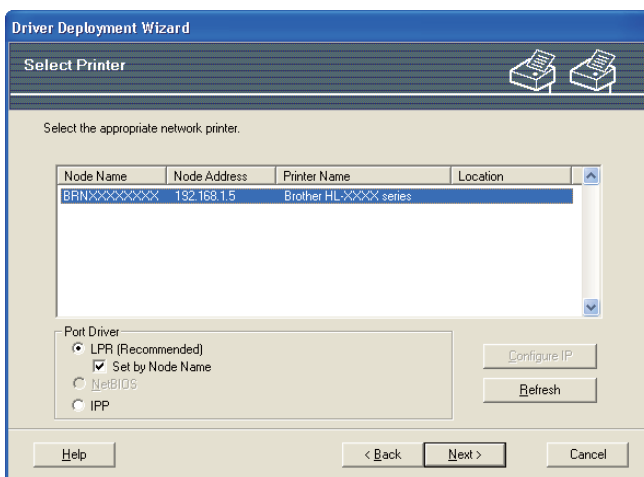 Driver Deployment Wizard
Select Printer
Select the appropriate network printer.
Node Name Node Address Printer Name Location
BRNXXXXXXXX 192.168.1.5 Brother HL-XXXX series
Port Driver
LPR (Recommended)
Set by Node Name
NetBIOS
IPP
Configure IP
Refresh
Help < Back Next > Cancel